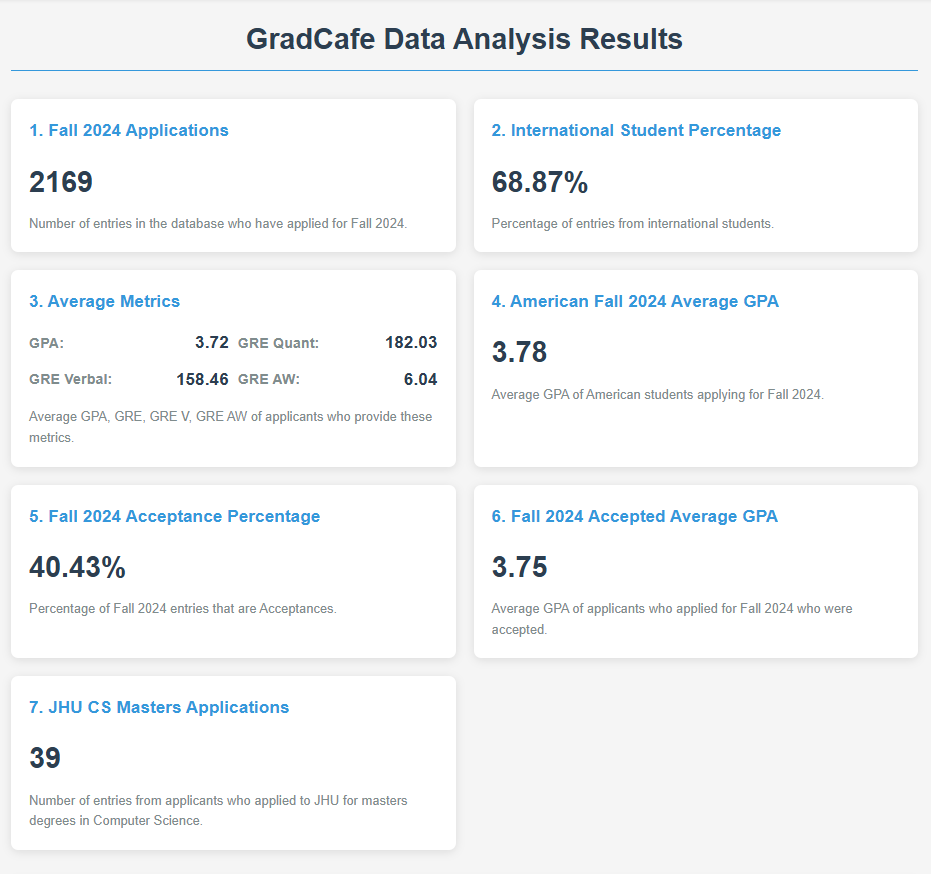 GradCafe Data Analysis Results
1. Fall 2024 Applications
2169
Number of entries in the database who have applied for Fall 2024.
2. International Student Percentage
68.87%
Percentage of entries from international students.
3. Average Metrics
GPA: 3.72 GRE Quant: 182.03
GRE Verbal: 158.46 GRE AW: 6.04
Average GPA, GRE, GRE V, GRE AW of applicants who provide these
metrics.
4. American Fall 2024 Average GPA
3.78
Average GPA of American students applying for Fall 2024.
5. Fall 2024 Acceptance Percentage
40.43%
Percentage of Fall 2024 entries that are Acceptances.
6. Fall 2024 Accepted Average GPA
3.75
Average GPA of applicants who applied for Fall 2024 who were
accepted.
7. JHU CS Masters Applications
39
Number of entries from applicants who applied to JHU for masters
degrees in Computer Science.